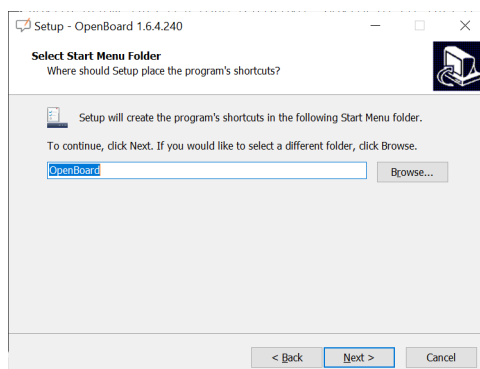 Setup - OpenBoard 1.6.4.240
Select Start Menu Folder
Where should Setup place the program's shortcuts?
Setup will create the program's shortcuts in the following Start Menu folder.
To continue, click Next. If you would like to select a different folder, click Browse.
OpenBoard
Browse...
< Back
Next >
Cancel